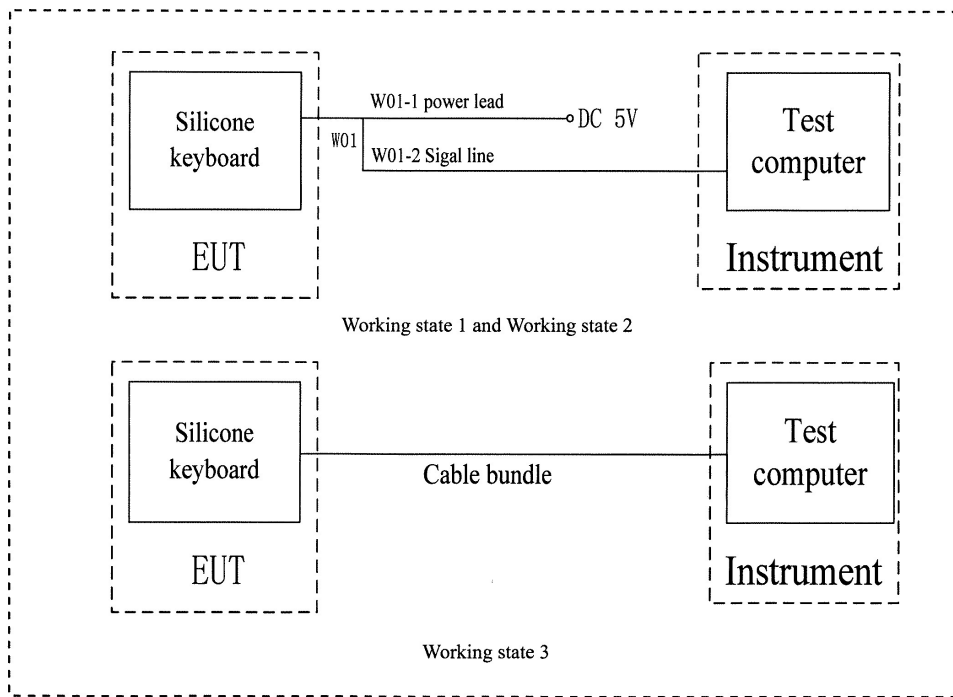 Silicone
keyboard
EUT
W01-1 power lead
DC 5V
W01
W01-2 Sigal line
Test
computer
Instrument
Working state 1 and Working state 2
Silicone
keyboard
EUT
Cable bundle
Test
computer
Instrument
Working state 3